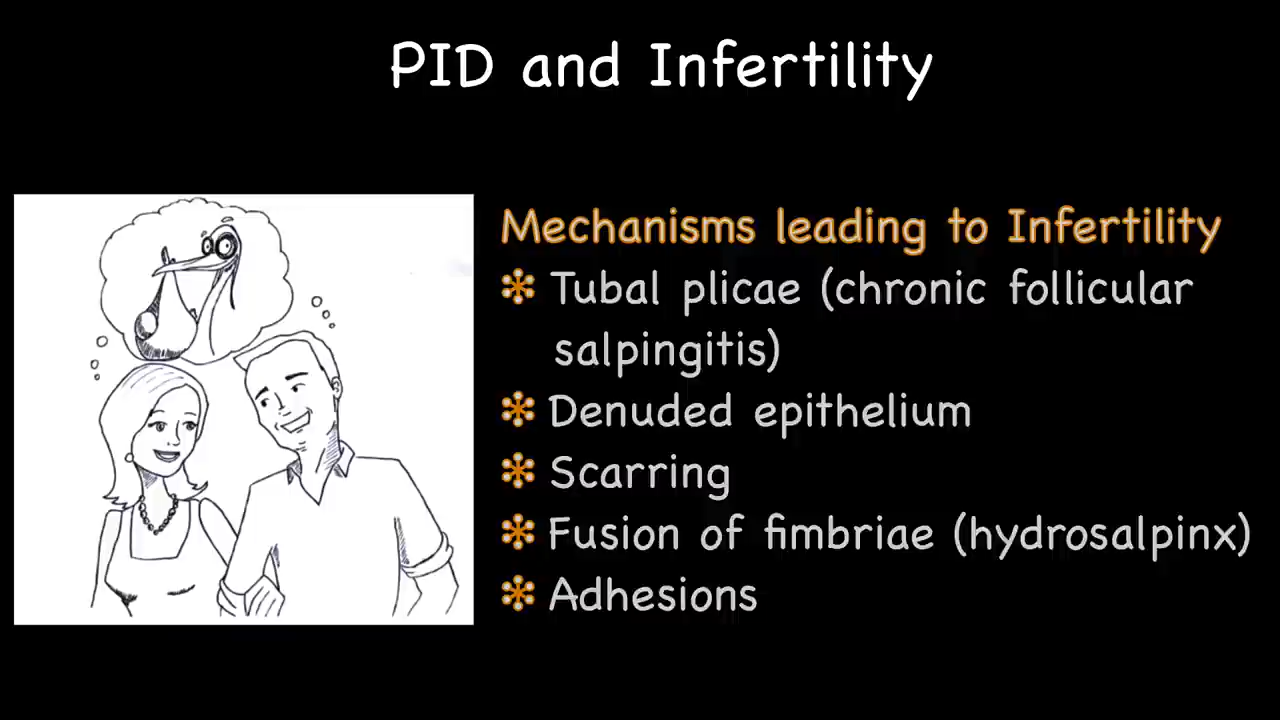 PID and Infertility
Mechanisms leading to Infertility
Tubal plicae (chronic follicular
salpingitis)
Denuded epithelium
Scarring
Fusion of fimbriae (hydrosalpinx)
Adhesions